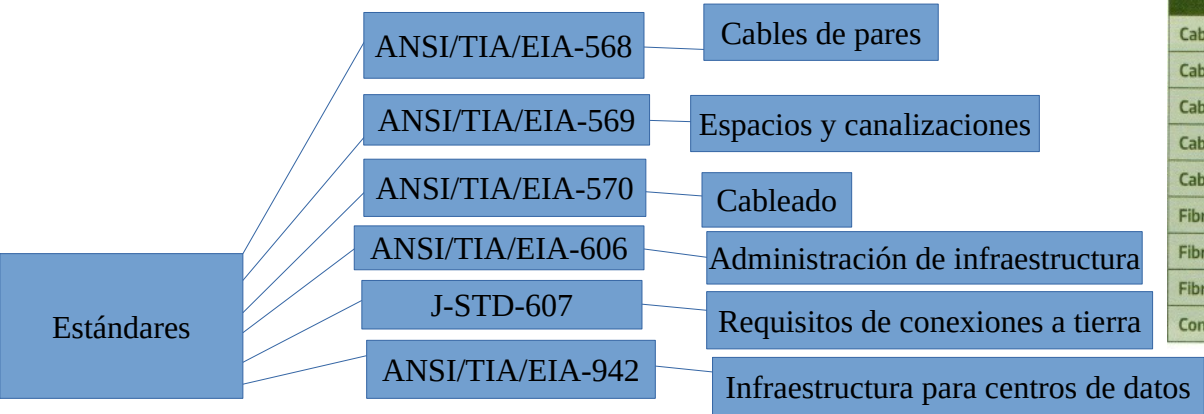 Estándares
ANSI/TIA/EIA-568
Cables de pares
ANSI/TIA/EIA-569
Espacios y canalizaciones
ANSI/TIA/EIA-570
Cableado
ANSI/TIA/EIA-606
Administración de infraestructura
J-STD-607
Requisitos de conexiones a tierra
ANSI/TIA/EIA-942
Infraestructura para centros de datos